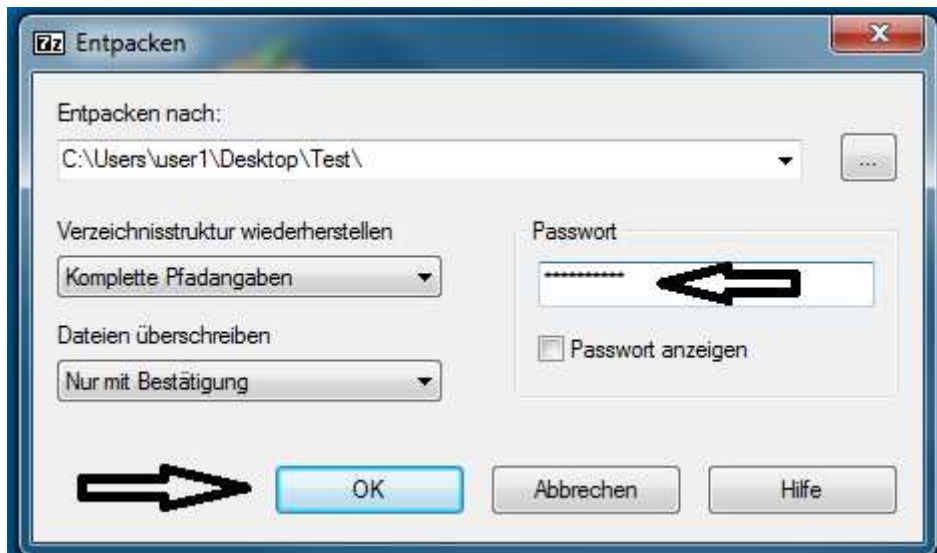 7z Entpacken
Entpacken nach:
C:\Users\user1\Desktop\Test\
...
Verzeichnisstruktur wiederherstellen
Komplette Pfadangaben
Passwort
**********
Dateien überschreiben
Passwort anzeigen
Nur mit Bestätigung
OK
Abbrechen
Hilfe